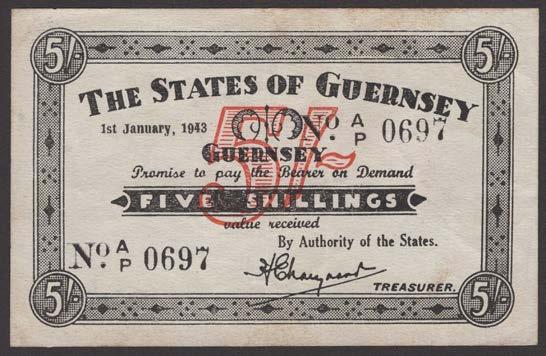 5/- 5/-
THE STATES OF GUERNSEY
1st January, 1943
No. A/P 0697
5/-
GUERNSEY
Promise to pay the Bearer on Demand
FIVE SHILLINGS
value received
By Authority of the States.
No. A/P 0697
TREASURER.
5/- 5/-